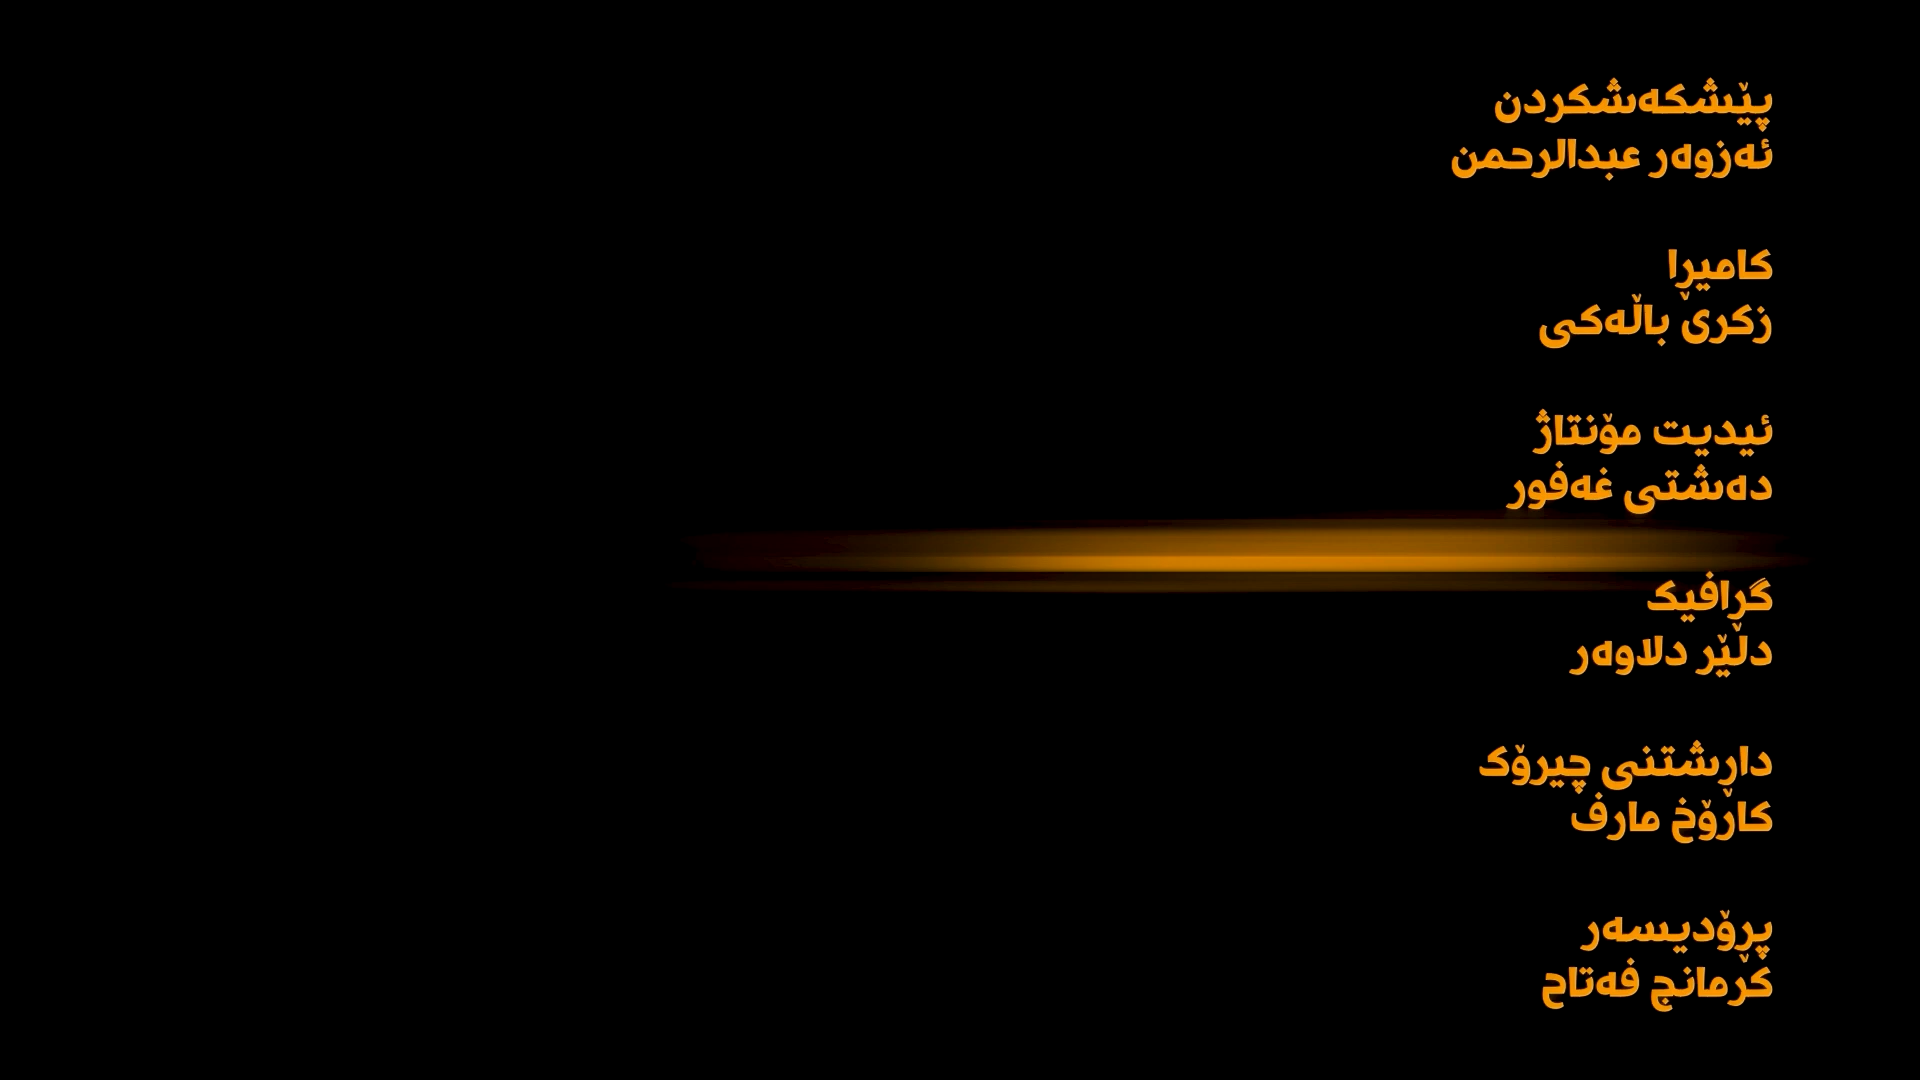 پێشکەشکردن
ئەزوەر عبدالرحمن
کامیرا
زکرێ باڵەکی
ئیدیت مۆنتاژ
دەشتی غەفور
گرافیک
دلێر دلاوەر
دارشتنی چیرۆک
کارۆخ مارف
پرۆدیسەر
کرمانج فەتاح